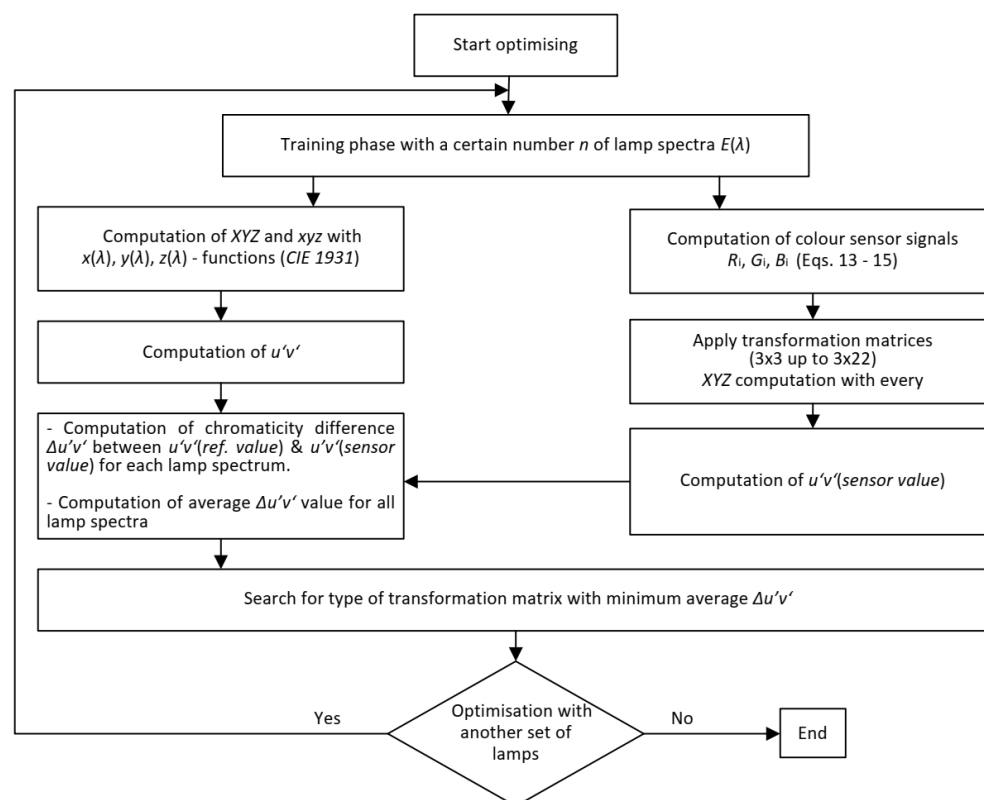 Start optimising
Training phase with a certain number n of lamp spectra E(λ)
Computation of XYZ and xyz with
x(λ), y(λ), z(λ) - functions (CIE 1931)
Computation of colour sensor signals
Ri, Gi, Bi (Eqs. 13 - 15)
Computation of u‘v‘
Apply transformation matrices
(3x3 up to 3x22)
XYZ computation with every
- Computation of chromaticity difference
Δu’v‘ between u‘v‘(ref. value) & u’v‘(sensor
value) for each lamp spectrum.
- Computation of average Δu’v‘ value for all
lamp spectra
Computation of u‘v‘(sensor value)
Search for type of transformation matrix with minimum average Δu’v‘
Yes
Optimisation with
another set of
lamps
No
End